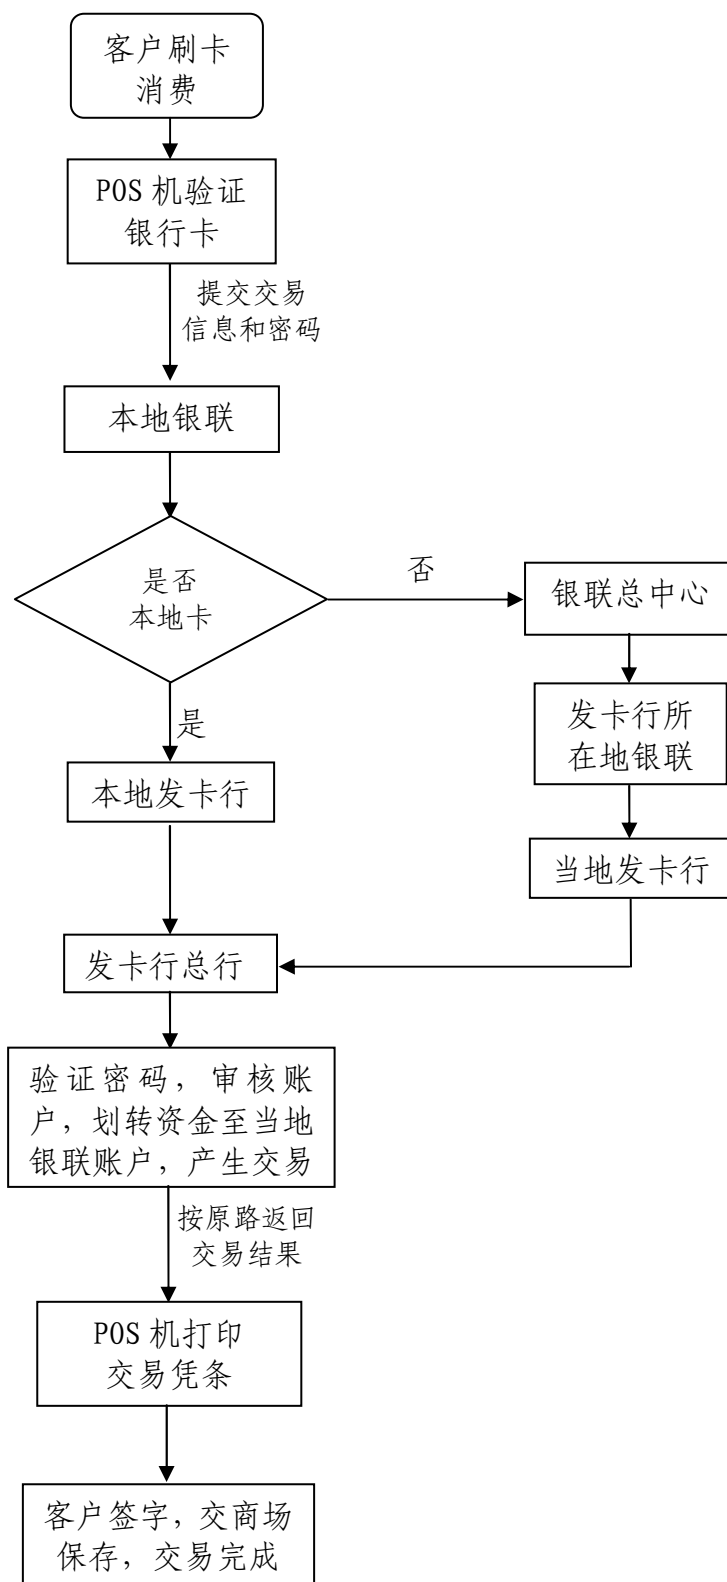 客户刷卡
消费
POS 机验证
银行卡
提交交易
信息和密码
本地银联
是否
本地卡
否
银联总中心
是
发卡行所
在地银联
本地发卡行
当地发卡行
发卡行总行
验证密码，审核账
户，划转资金至当地
银联账户，产生交易
按原路返回
交易结果
POS 机打印
交易凭条
客户签字，交商场
保存，交易完成